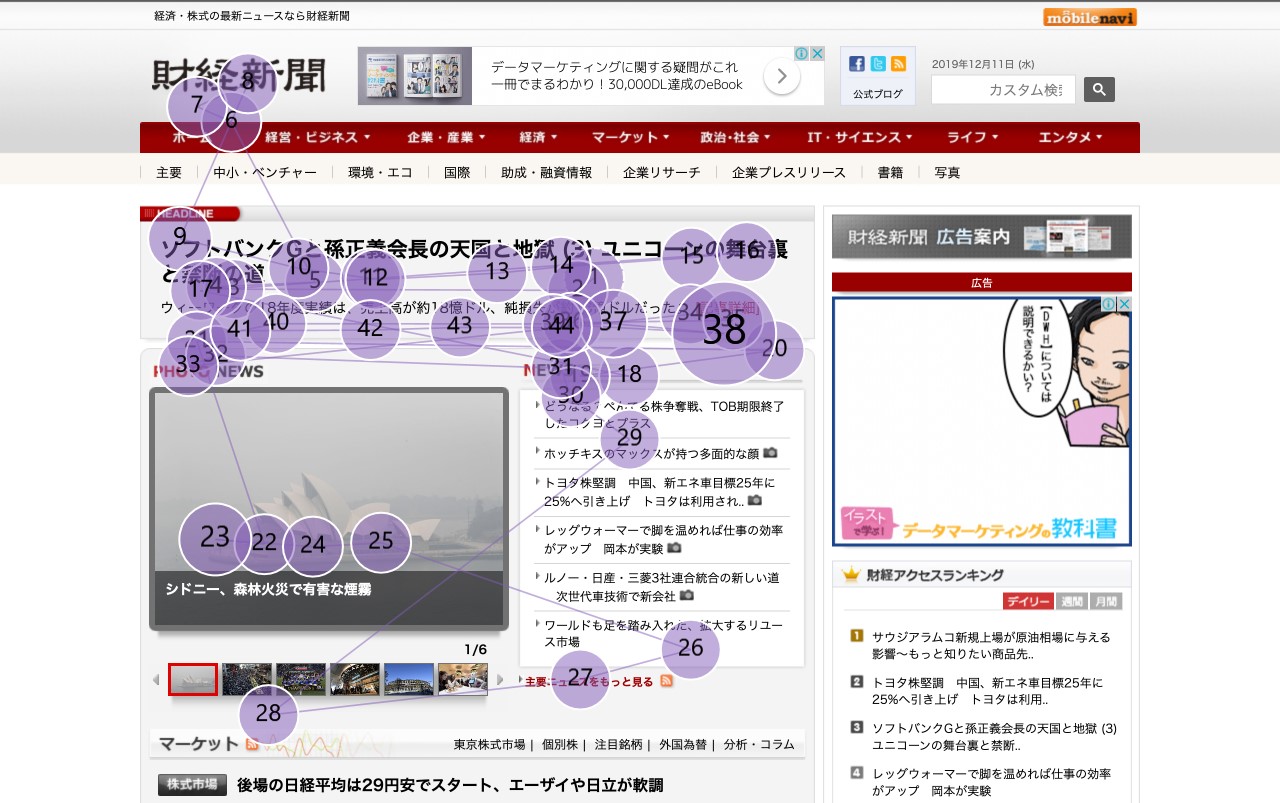 経済・株式の最新ニュースなら財経新聞
mobilenavi
財経新聞
データマーケティングに関する疑問がこれ
一冊でまるわかり！30,000DL達成のeBook
公式ブログ
2019年12月11日 (水)
カスタム検
ホー
経営・ビジネス
企業・産業
経済
マーケット
政治・社会
IT・サイエンス
ライフ
エンタメ
主要
中小・ベンチャー
環境・エコ
国際
助成・融資情報
企業リサーチ
企業プレスリリース
書籍
写真
HEADLINE
ソフトバンクGと孫正義会長の天国と地獄 (3) ユニコーンの舞台裏
と禁断の道
18年度実績は、売上高が約18億ドル、純損失
ドルだった
PHOTO NEWS
シドニー、森林火災で有害な煙霧
1/6
どうなる？ぺんてる株争奪戦、TOB期限終了
したコクヨとプラス
ホッチキスのマックスが持つ多面的な顔
トヨタ株堅調　中国、新エネ車目標25年に
25%へ引き上げ　トヨタは利用され..
レッグウォーマーで脚を温めれば仕事の効率
がアップ　岡本が実験
ルノー・日産・三菱3社連合統合の新しい道
次世代車技術で新会社
ワールドも足を踏み入れた、拡大するリユー
ス市場
主要ニュースをもっと見る
マーケット
東京株式市場 | 個別株 | 注目銘柄 | 外国為替 | 分析・コラム
株式市場
後場の日経平均は29円安でスタート、エーザイや日立が軟調
財経新聞 広告案内
広告
【DWH】については
説明できるかい?
イラストで学ぶ! データマーケティングの教科書
財経アクセスランキング
デイリー 週間 月間
1 サウジアラムコ新規上場が原油相場に与える
影響～もっと知りたい商品先..
2 トヨタ株堅調　中国、新エネ車目標25年に
25%へ引き上げ　トヨタは利用..
3 ソフトバンクGと孫正義会長の天国と地獄 (3)
ユニコーンの舞台裏と禁断..
4 レッグウォーマーで脚を温めれば仕事の効率
がアップ　岡本が実験
5
6
7
8
9
10
12
13
14
15
16
17
18
20
22
23
24
25
26
27
28
29
30
31
32
33
34
37
38
40
41
42
43
44